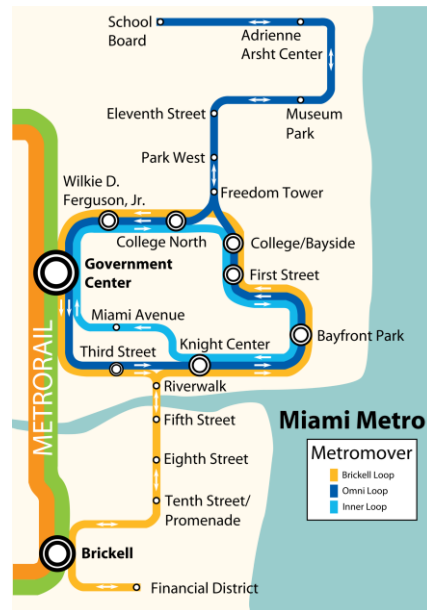 School
Board
Adrienne
Arsht Center
Eleventh Street
Museum
Park
Park West
Wilkie D.
Ferguson, Jr.
Freedom Tower
College North
College/Bayside
Government
Center
First Street
Miami Avenue
Bayfront Park
Third Street
Knight Center
Riverwalk
METRORAIL
Fifth Street
Miami Metro
Eighth Street
Metromover
Brickell Loop
Omni Loop
Inner Loop
Tenth Street/
Promenade
Brickell
Financial District